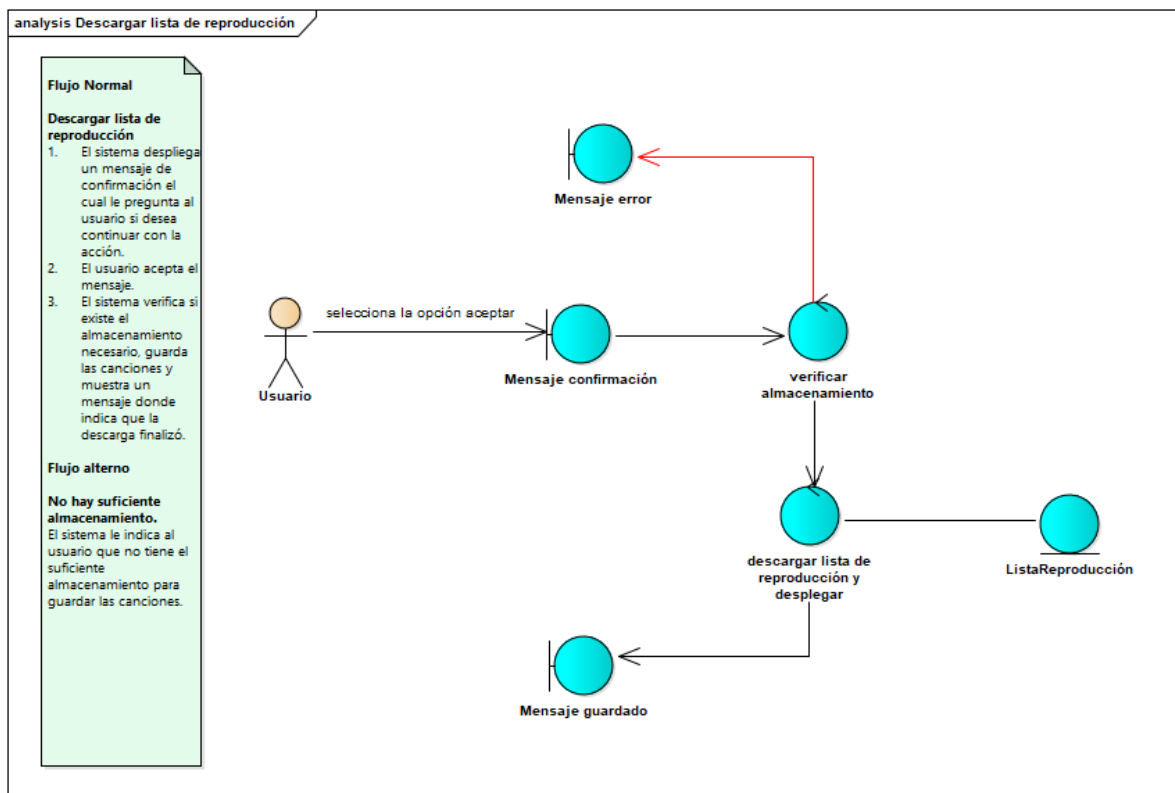 analysis Descargar lista de reproducción
Flujo Normal
Descargar lista de
reproducción
1. El sistema despliega
un mensaje de
confirmación el
cual le pregunta al
usuario si desea
continuar con la
acción.
2. El usuario acepta el
mensaje.
3. El sistema verifica si
existe el
almacenamiento
necesario, guarda
las canciones y
muestra un
mensaje donde
indica que la
descarga finalizó.
Flujo alterno
No hay suficiente
almacenamiento.
El sistema le indica al
usuario que no tiene el
suficiente
almacenamiento para
guardar las canciones.
Mensaje error
selecciona la opción aceptar
Usuario
Mensaje confirmación
verificar
almacenamiento
descargar lista de
reproducción y
desplegar
ListaReproducción
Mensaje guardado